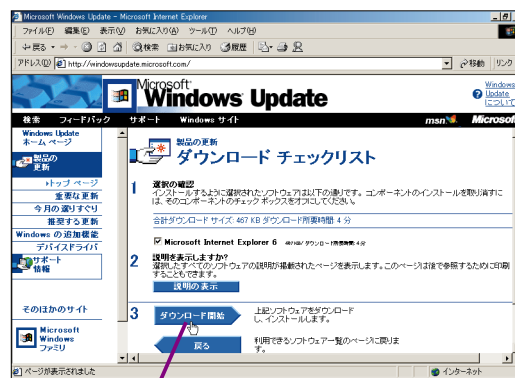 Microsoft Windows Update - Microsoft Internet Explorer
ファイル(F) 編集(E) 表示(V) お気に入り(A) ツール(T) ヘルプ(H)
戻る 検索 お気に入り 履歴
アドレス(D) http://windowsupdate.microsoft.com/ 移動 リンク
Microsoft
Windows Update
Windows
Update
について
検索 フィードバック サポート Windows サイト msn Microsof
Windows Update
ホーム ページ
製品の
更新
トップ ページ
重要な更新
今月の選りすぐり
推奨する更新
Windows の追加機能
デバイスドライバ
サポート
情報
そのほかのサイト
Microsoft
Windows
ファミリ
製品の更新
ダウンロード チェックリスト
1 選択の確認
インストールするように選択されたソフトウェアは以下の通りです。コンポーネントのインストールを取り消すに
は、そのコンポーネントのチェック ボックスをオフにしてください。
合計ダウンロード サイズ: 467 KB ダウンロード所要時間: 4 分
Microsoft Internet Explorer 6 467 KB/ ダウンロード所要時間: 4 分
2 説明を表示しますか?
選択したすべてのソフトウェアの説明が掲載されたページを表示します。このページは後で参照するために印刷
することもできます。
説明の表示
3 ダウンロード開始 上記ソフトウェアをダウンロード
し、インストールします。
戻る 利用できるソフトウェア一覧のページに戻りま
す。
ページが表示されました インターネット